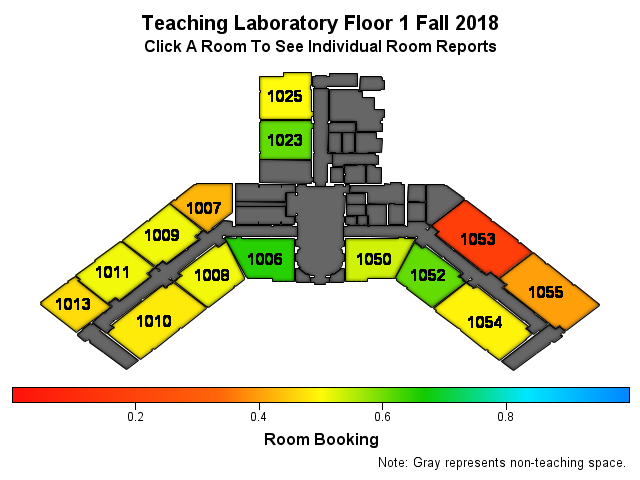 Teaching Laboratory Floor 1 Fall 2018
Click A Room To See Individual Room Reports
1025
1023
1007
1009
1011
1013
1006
1008
1010
1050
1052
1053
1054
1055
0.2 0.4 0.6 0.8
Room Booking
Note: Gray represents non-teaching space.